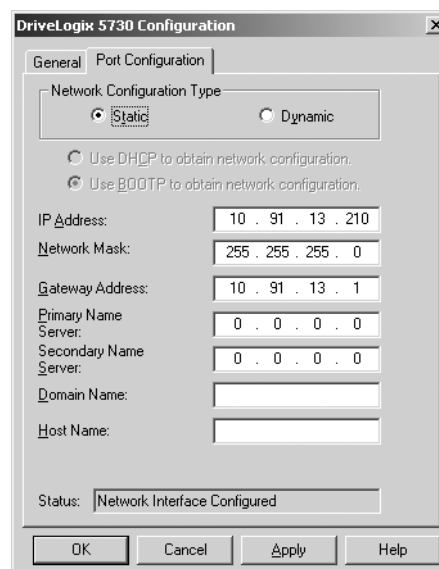 DriveLogix 5730 Configuration
General Port Configuration
Network Configuration Type
Static Dynamic
Use DHCP to obtain network configuration.
Use BOOTP to obtain network configuration.
IP Address: 10 . 91 . 13 . 210
Network Mask: 255 . 255 . 255 . 0
Gateway Address: 10 . 91 . 13 . 1
Primary Name
Server: 0 . 0 . 0 . 0
Secondary Name
Server: 0 . 0 . 0 . 0
Domain Name:
Host Name:
Status: Network Interface Configured
OK Cancel Apply Help